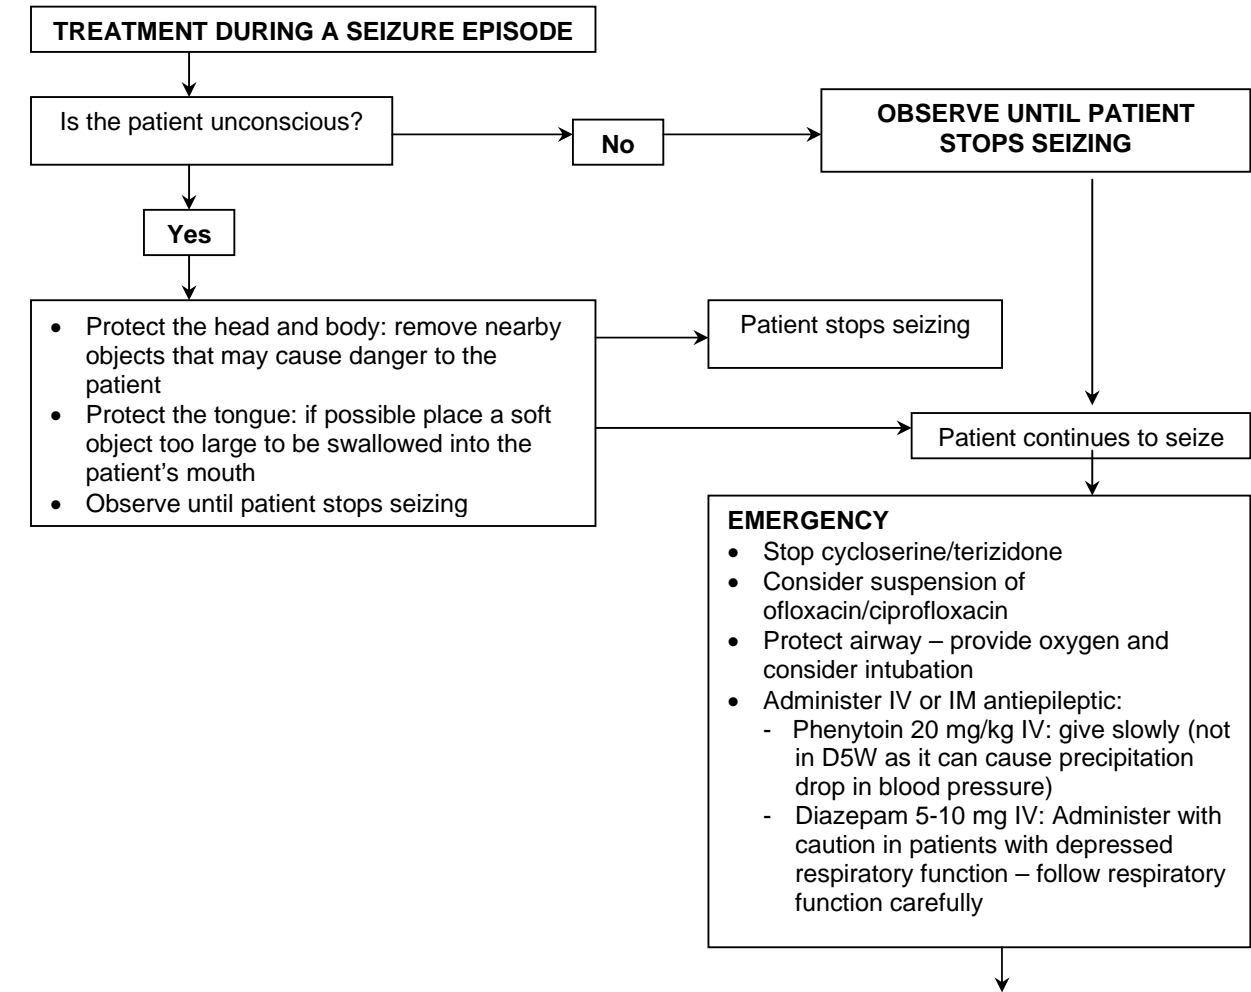 TREATMENT DURING A SEIZURE EPISODE
Is the patient unconscious?
No
OBSERVE UNTIL PATIENT
STOPS SEIZING
Yes
• Protect the head and body: remove nearby
objects that may cause danger to the
patient
• Protect the tongue: if possible place a soft
object too large to be swallowed into the
patient’s mouth
• Observe until patient stops seizing
Patient stops seizing
Patient continues to seize
EMERGENCY
• Stop cycloserine/terizidone
• Consider suspension of
ofloxacin/ciprofloxacin
• Protect airway – provide oxygen and
consider intubation
• Administer IV or IM antiepileptic:
- Phenytoin 20 mg/kg IV: give slowly (not
in D5W as it can cause precipitation
drop in blood pressure)
- Diazepam 5-10 mg IV: Administer with
caution in patients with depressed
respiratory function – follow respiratory
function carefully